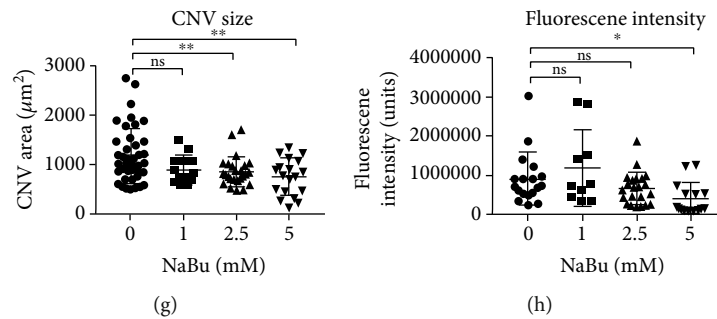 CNV size
**
**
ns
3000
2000
1000
0
CNV area (μm²)
0 1 2.5 5
NaBu (mM)
(g)
Fluorescene intensity
*
ns
ns
4000000
3000000
2000000
1000000
0
Fluorescene
intensity (units)
0 1 2.5 5
NaBu (mM)
(h)